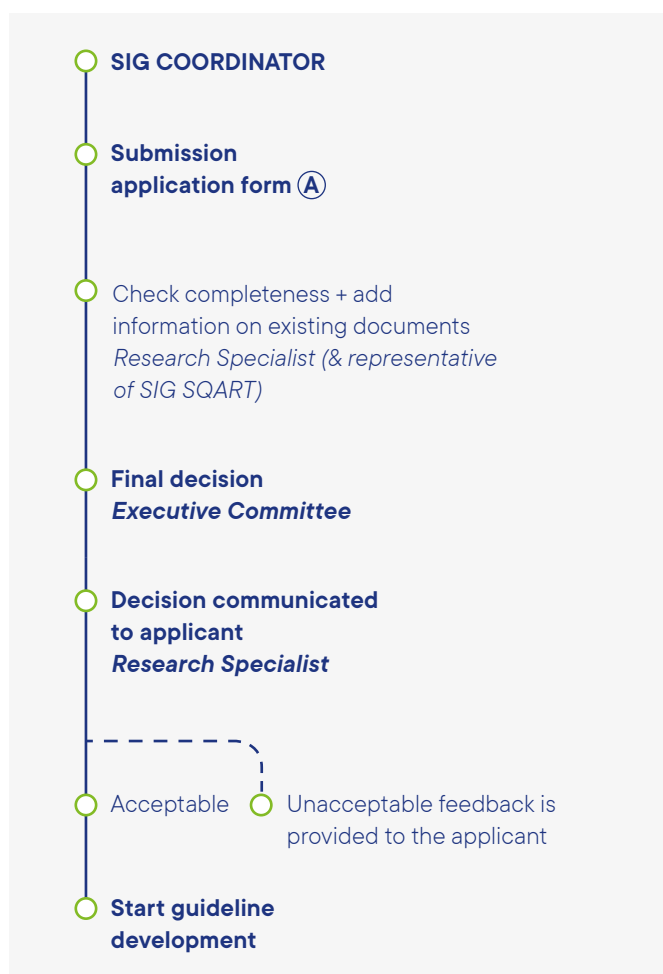 SIG COORDINATOR
Submission
application form Ⓐ
Check completeness + add
information on existing documents
Research Specialist (& representative
of SIG SQART)
Final decision
Executive Committee
Decision communicated
to applicant
Research Specialist
Acceptable
Unacceptable feedback is
provided to the applicant
Start guideline
development